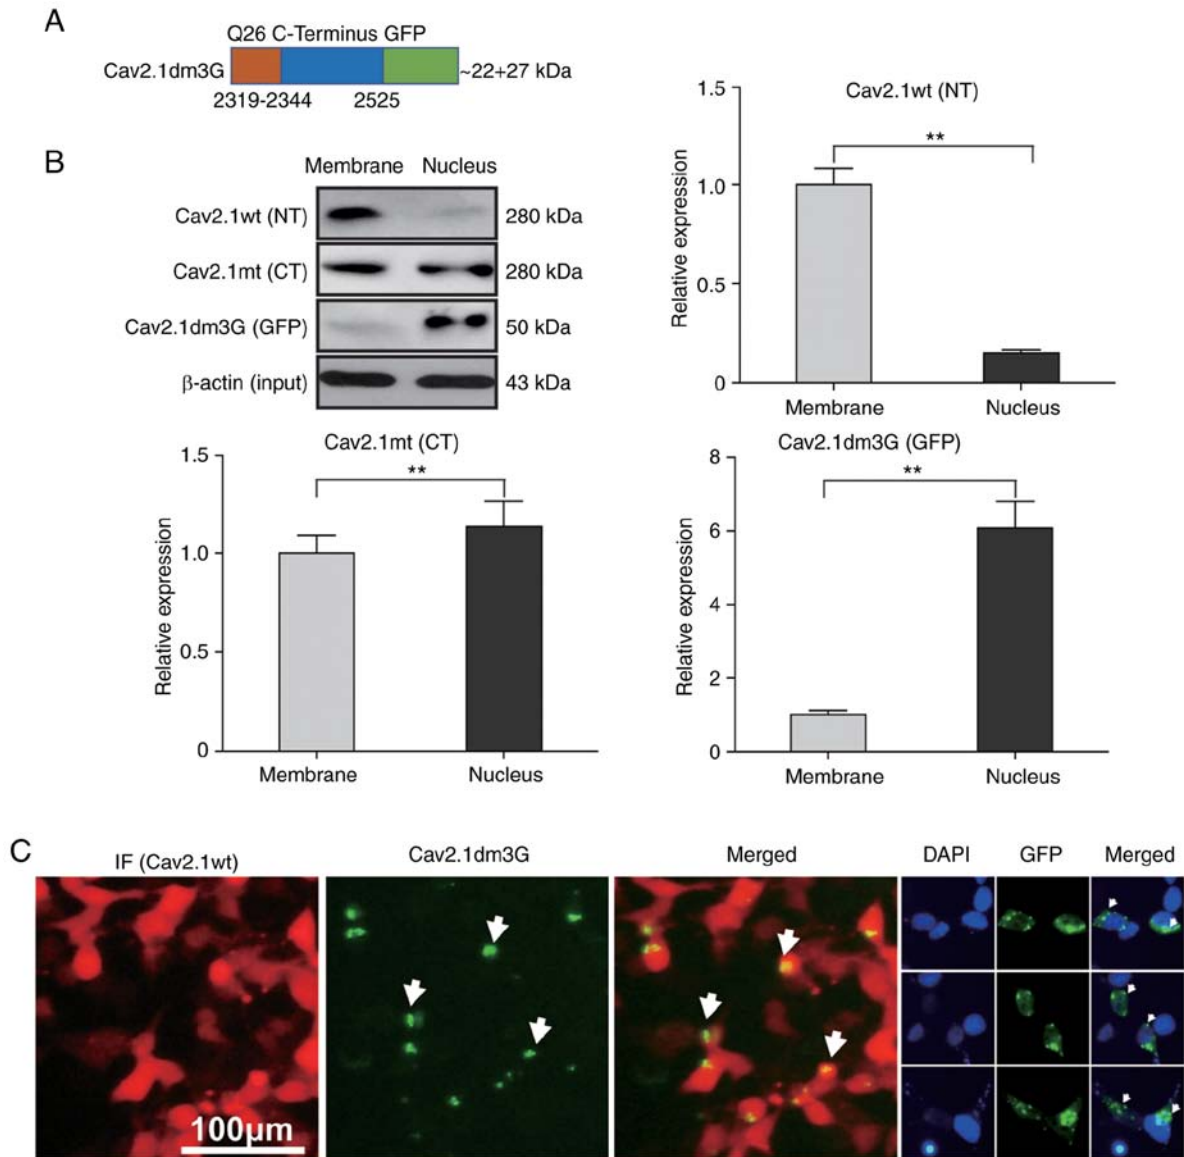 A
Q26 C-Terminus GFP
Cav2.1dm3G
~22+27 kDa
2319-2344
2525
B
Membrane Nucleus
Cav2.1wt (NT)
280 kDa
Cav2.1mt (CT)
280 kDa
Cav2.1dm3G (GFP)
50 kDa
β-actin (input)
43 kDa
Cav2.1wt (NT)
**
Relative expression
1.5
1.0
0.5
0
Membrane
Nucleus
Cav2.1mt (CT)
**
Relative expression
1.5
1.0
0.5
0
Membrane
Nucleus
Cav2.1dm3G (GFP)
**
Relative expression
8
6
4
2
0
Membrane
Nucleus
C
IF (Cav2.1wt)
Cav2.1dm3G
Merged
DAPI
GFP
Merged
100µm